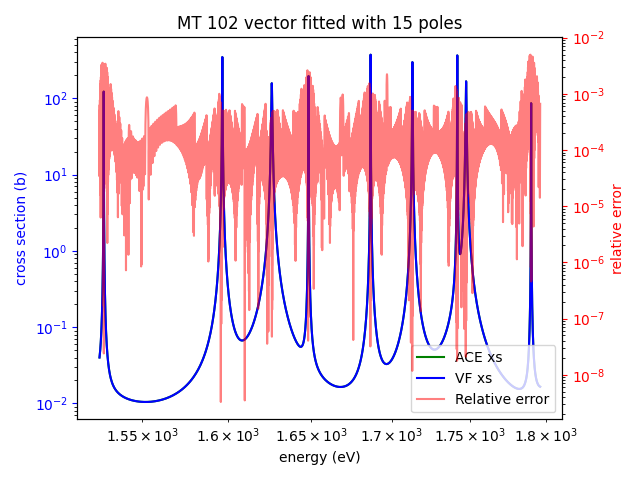 MT 102 vector fitted with 15 poles
cross section (b)
10²
10¹
10⁰
10⁻¹
10⁻²
10⁻²
10⁻³
10⁻⁴
10⁻⁵
10⁻⁶
10⁻⁷
10⁻⁸
relative error
ACE xs
VF xs
Relative error
1.55 × 10³ 1.6 × 10³ 1.65 × 10³ 1.7 × 10³ 1.75 × 10³ 1.8 × 10³
energy (eV)